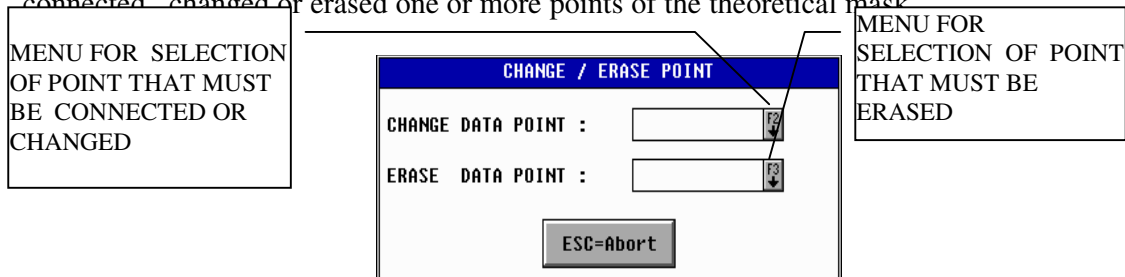 connected changed or erased one or more points of the theoretical mask
MENU FOR SELECTION
OF POINT THAT MUST
BE CONNECTED OR
CHANGED
MENU FOR
SELECTION OF POINT
THAT MUST BE
ERASED
CHANGE / ERASE POINT
CHANGE DATA POINT :
F2
ERASE DATA POINT :
F3
ESC=Abort